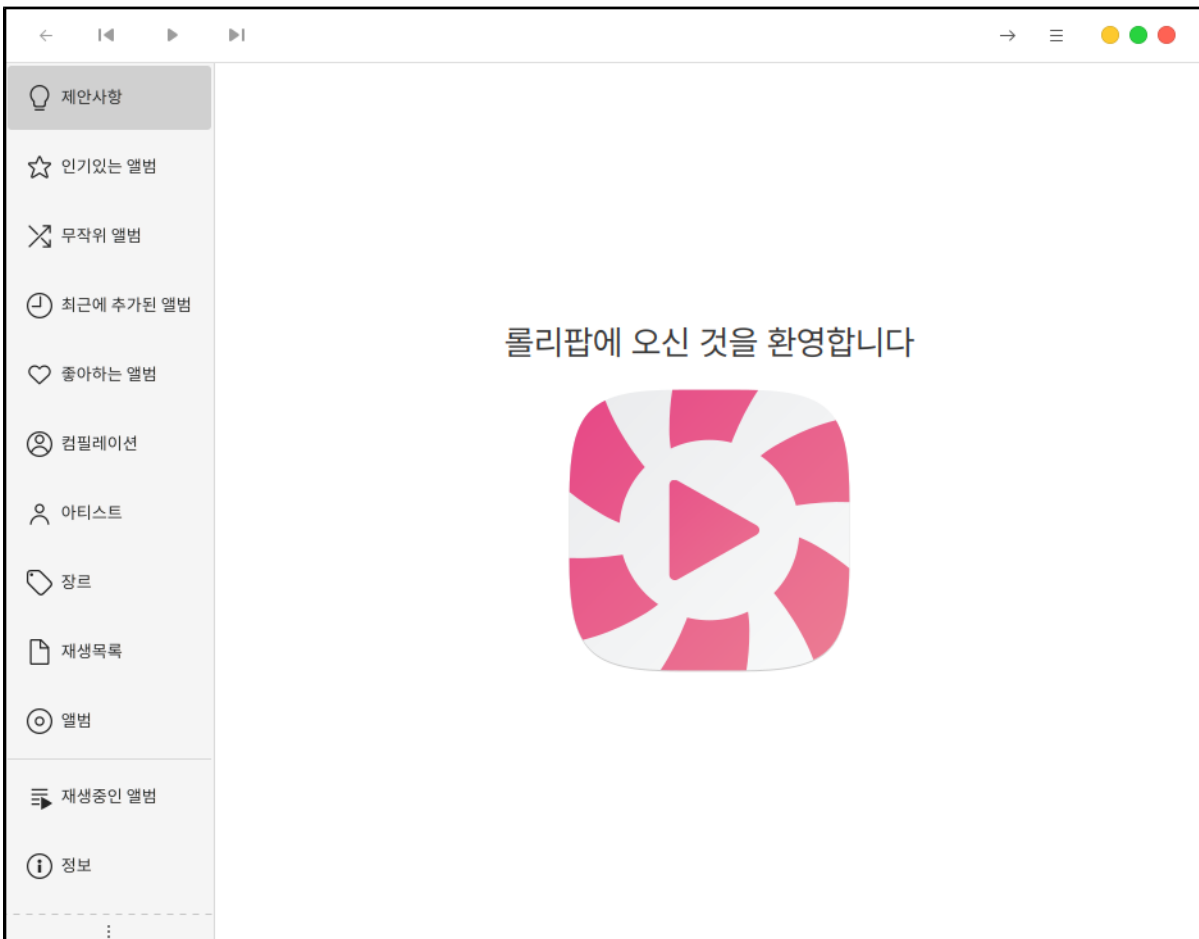 제안사항
인기있는 앨범
무작위 앨범
최근에 추가된 앨범
좋아하는 앨범
컴필레이션
아티스트
장르
재생목록
앨범
재생중인 앨범
정보
롤리팝에 오신 것을 환영합니다